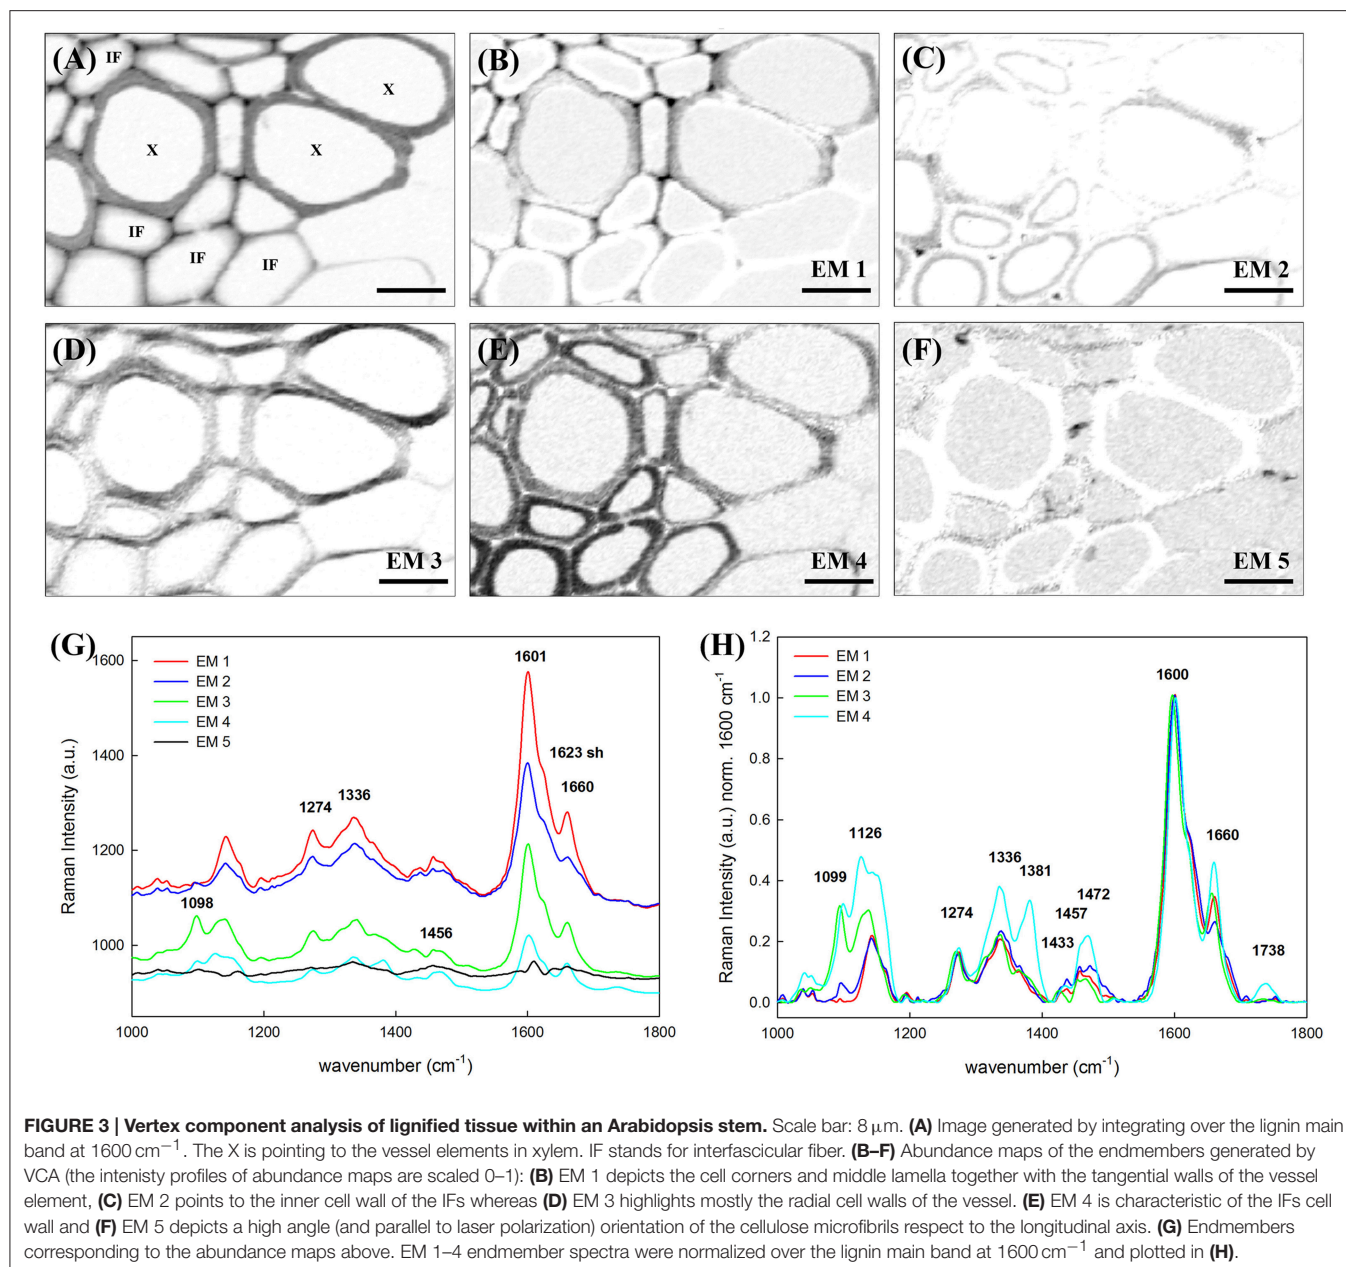 (A)
IF
X
X
X
IF
IF
IF
(B)
EM 1
(C)
EM 2
(D)
EM 3
(E)
EM 4
(F)
EM 5
(G)
EM 1
EM 2
EM 3
EM 4
EM 5
1601
1623 sh
1660
1274
1336
1098
1456
1600
1400
1200
1000
Raman Intensity (a.u.)
1000 1200 1400 1600 1800
wavenumber (cm⁻¹)
(H)
EM 1
EM 2
EM 3
EM 4
1600
1660
1126
1099
1336
1381
1274
1472
1457
1433
1738
1.2
1.0
0.8
0.6
0.4
0.2
0.0
Raman Intensity (a.u.) norm. 1600 cm⁻¹
1000 1200 1400 1600 1800
wavenumber (cm⁻¹)
FIGURE 3 | Vertex component analysis of lignified tissue within an Arabidopsis stem. Scale bar: 8 μm. (A) Image generated by integrating over the lignin main
band at 1600 cm⁻¹. The X is pointing to the vessel elements in xylem. IF stands for interfascicular fiber. (B–F) Abundance maps of the endmembers generated by
VCA (the intenisty profiles of abundance maps are scaled 0–1): (B) EM 1 depicts the cell corners and middle lamella together with the tangential walls of the vessel
element, (C) EM 2 points to the inner cell wall of the IFs whereas (D) EM 3 highlights mostly the radial cell walls of the vessel. (E) EM 4 is characteristic of the IFs cell
wall and (F) EM 5 depicts a high angle (and parallel to laser polarization) orientation of the cellulose microfibrils respect to the longitudinal axis. (G) Endmembers
corresponding to the abundance maps above. EM 1–4 endmember spectra were normalized over the lignin main band at 1600 cm⁻¹ and plotted in (H).